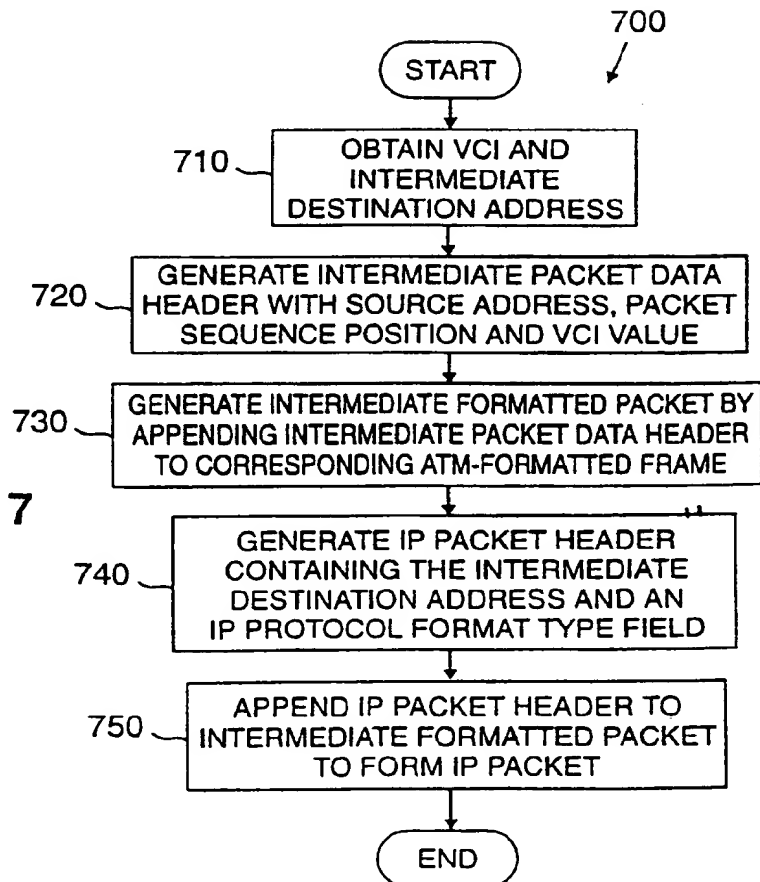 700
START
710
OBTAIN VCI AND
INTERMEDIATE
DESTINATION ADDRESS
720
GENERATE INTERMEDIATE PACKET DATA
HEADER WITH SOURCE ADDRESS, PACKET
SEQUENCE POSITION AND VCI VALUE
730
GENERATE INTERMEDIATE FORMATTED PACKET BY
APPENDING INTERMEDIATE PACKET DATA HEADER
TO CORRESPONDING ATM-FORMATTED FRAME
7
740
GENERATE IP PACKET HEADER
CONTAINING THE INTERMEDIATE
DESTINATION ADDRESS AND AN
IP PROTOCOL FORMAT TYPE FIELD
750
APPEND IP PACKET HEADER TO
INTERMEDIATE FORMATTED PACKET
TO FORM IP PACKET
END